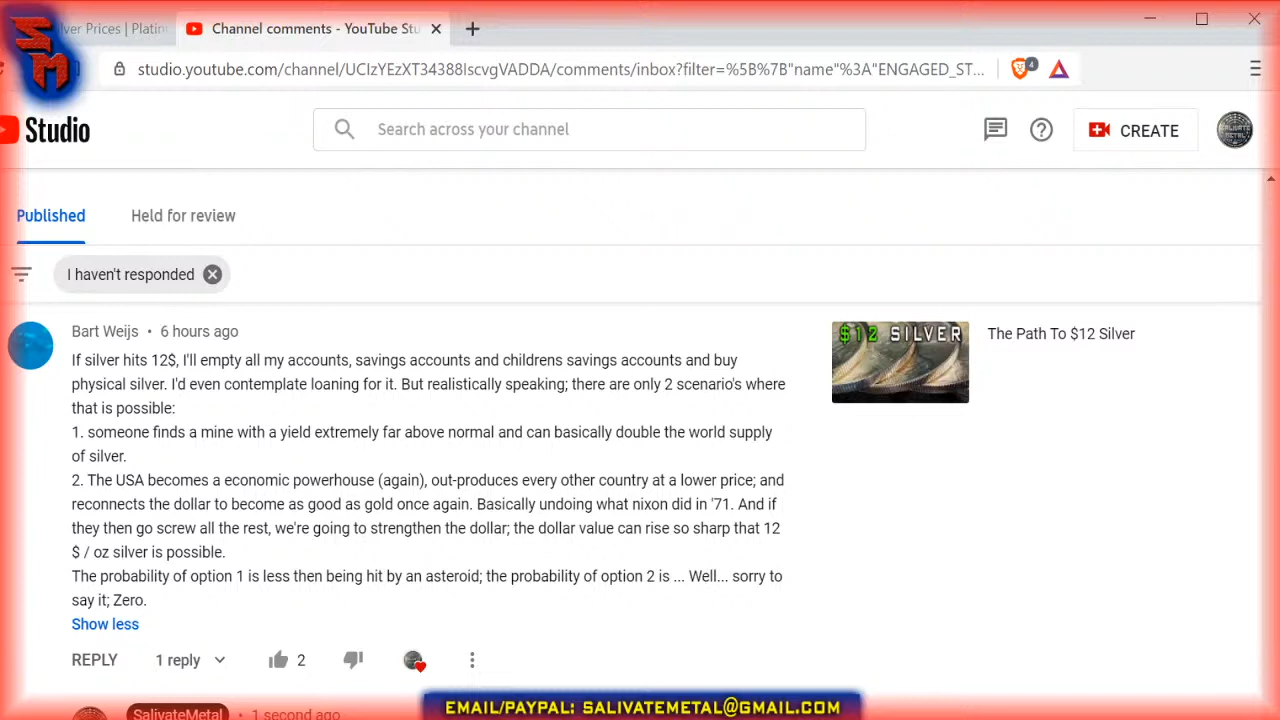 SM
lver Prices | Platin
Channel comments - YouTube Stu
studio.youtube.com/channel/UCIzYEzXT34388lscvgVADDA/comments/inbox?filter=%5B%7B"name"%3A"ENGAGED_ST...
4
Studio
Search across your channel
CREATE
SALIVATE METAL
Published
Held for review
I haven't responded
Bart Weijs • 6 hours ago
If silver hits 12$, I'll empty all my accounts, savings accounts and childrens savings accounts and buy
physical silver. I'd even contemplate loaning for it. But realistically speaking; there are only 2 scenario's where
that is possible:
1. someone finds a mine with a yield extremely far above normal and can basically double the world supply
of silver.
2. The USA becomes a economic powerhouse (again), out-produces every other country at a lower price; and
reconnects the dollar to become as good as gold once again. Basically undoing what nixon did in '71. And if
they then go screw all the rest, we're going to strengthen the dollar; the dollar value can rise so sharp that 12
$ / oz silver is possible.
The probability of option 1 is less then being hit by an asteroid; the probability of option 2 is ... Well... sorry to
say it; Zero.
Show less
REPLY
1 reply
2
$12 SILVER
The Path To $12 Silver
SalivateMetal • 1 second ago
EMAIL/PAYPAL: SALIVATEMETAL@GMAIL.COM